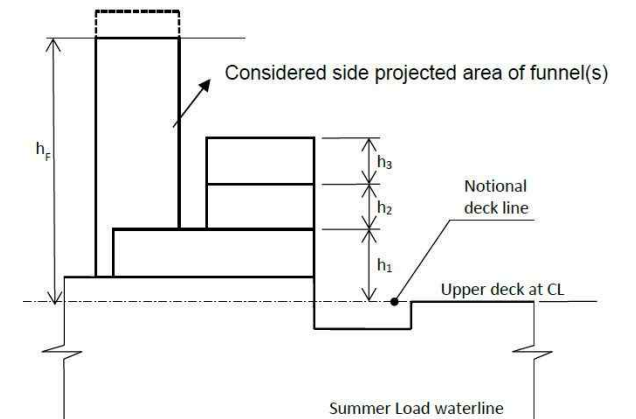 Considered side projected area of funnel(s)
hF
h3
h2
Notional
deck line
h1
Upper deck at CL
Summer Load waterline